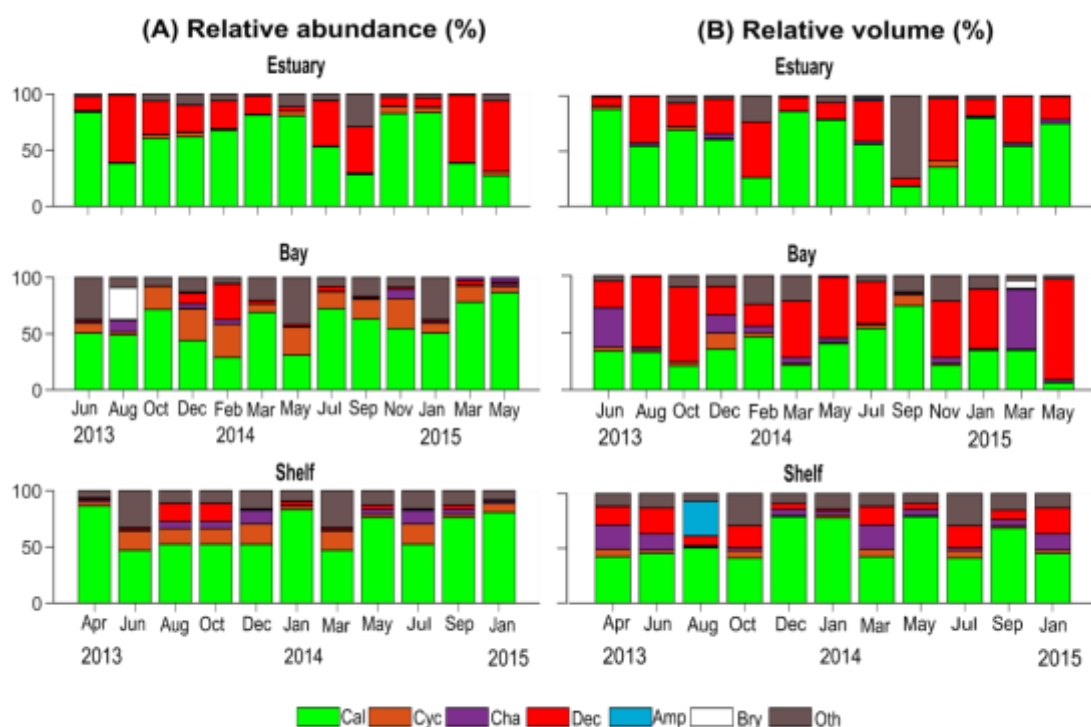 (A) Relative abundance (%) (B) Relative volume (%)
Estuary Estuary
100
50
0
Bay Bay
100
50
0
Jun Aug Oct Dec Feb Mar May Jul Sep Nov Jan Mar May Jun Aug Oct Dec Feb Mar May Jul Sep Nov Jan Mar May
2013 2014 2015 2013 2014 2015
Shelf Shelf
100
50
0
Apr Jun Aug Oct Dec Jan Mar May Jul Sep Jan Apr Jun Aug Oct Dec Jan Mar May Jul Sep Jan
2013 2014 2015 2013 2014 2015
Cal Cyc Cha Dec Amp Bry Oth